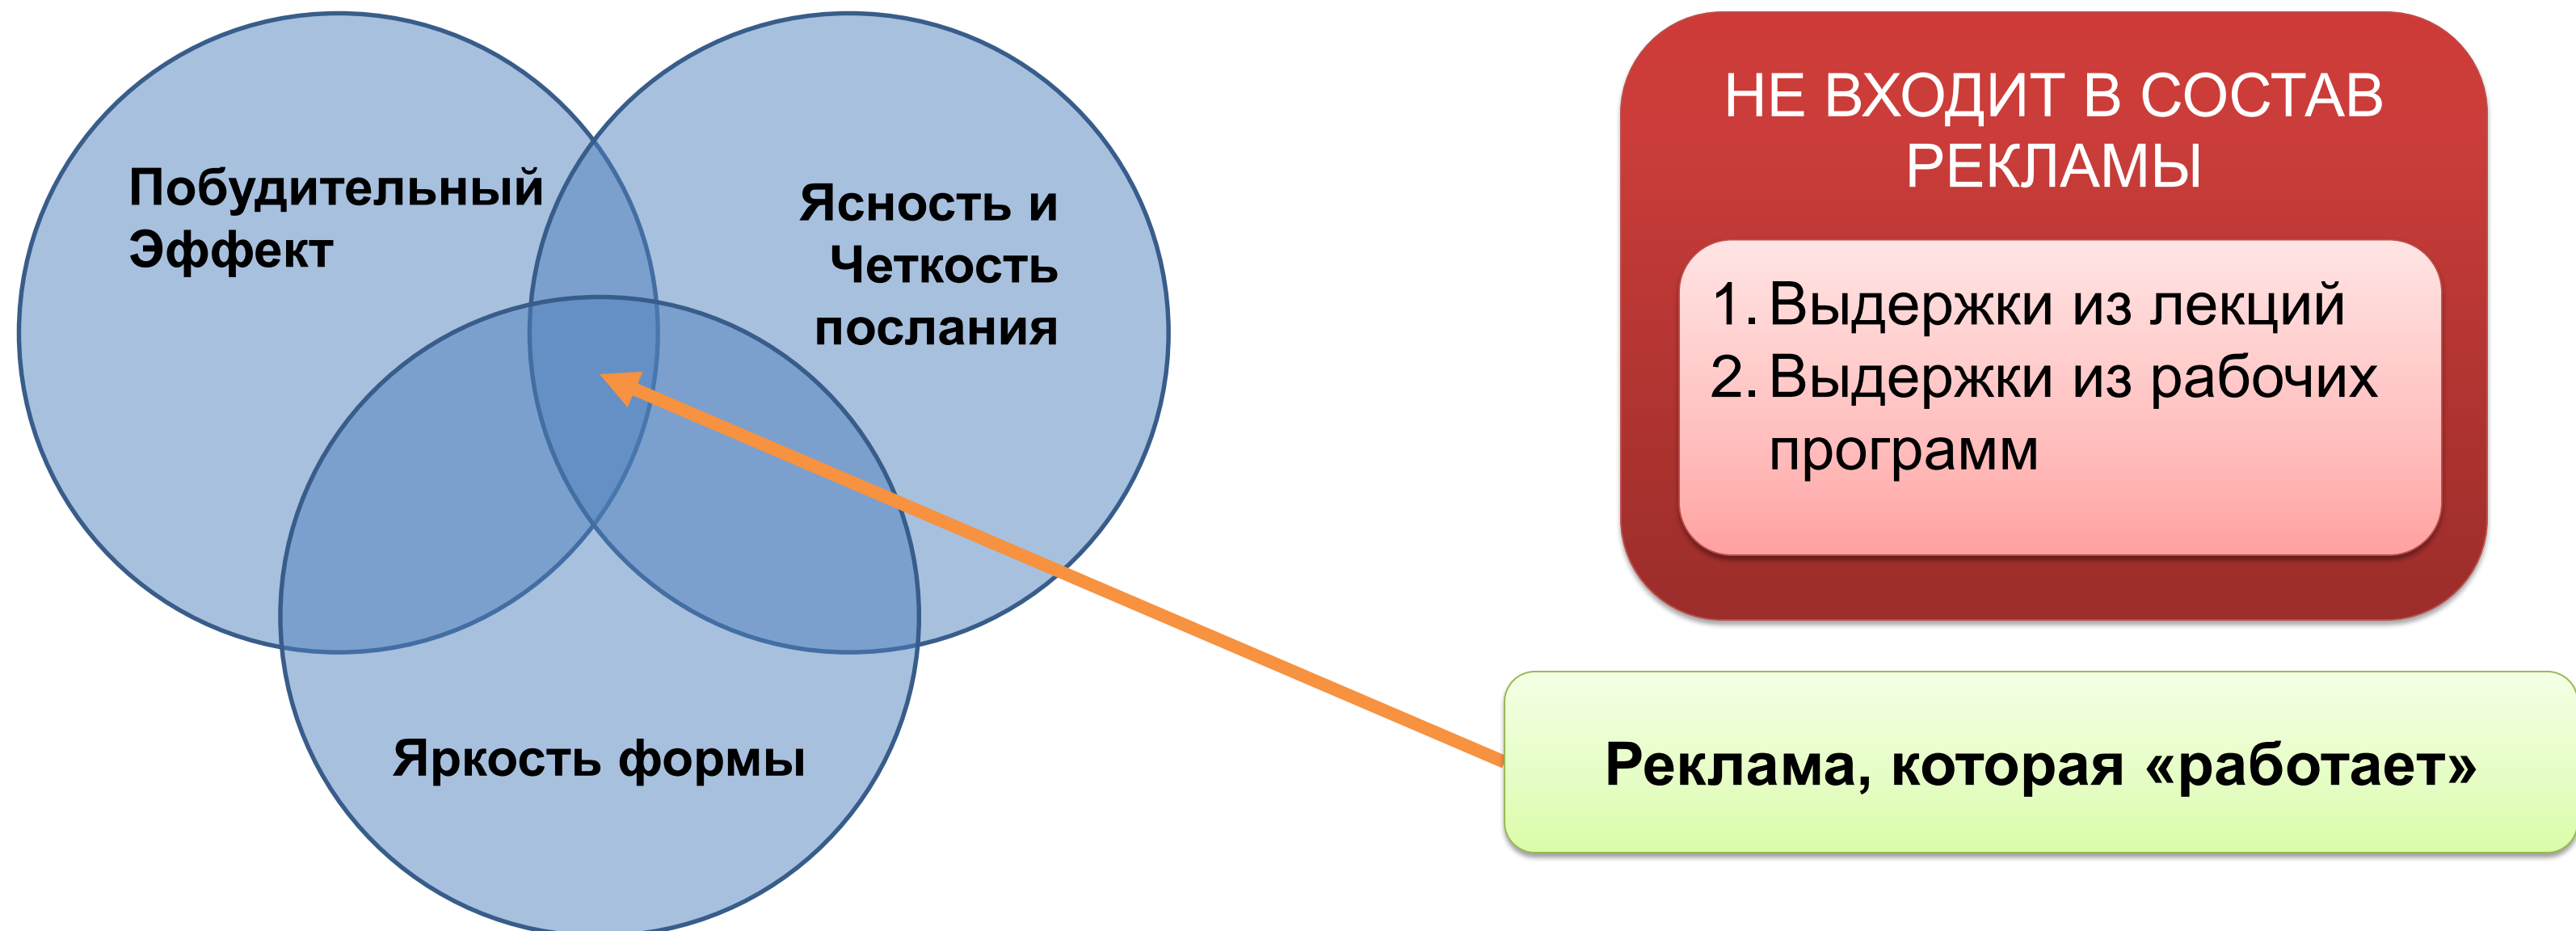 Побудительный
Эффект
Ясность и
Четкость
послания
Яркость формы
НЕ ВХОДИТ В СОСТАВ
РЕКЛАМЫ
1. Выдержки из лекций
2. Выдержки из рабочих
программ
Реклама, которая «работает»